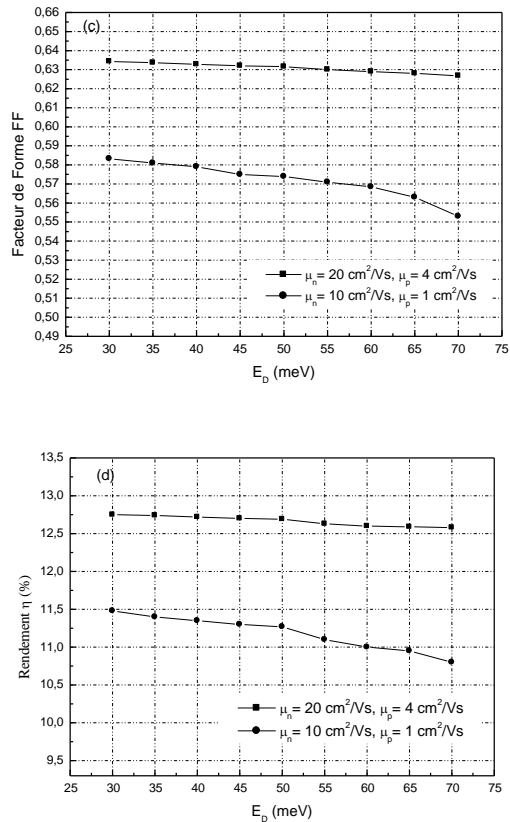 (c)
0,66
0,65
0,64
0,63
0,62
0,61
0,60
0,59
0,58
0,57
0,56
0,55
0,54
0,53
0,52
0,51
0,50
0,49
Facteur de Forme FF
μn = 20 cm²/Vs, μp = 4 cm²/Vs
μn = 10 cm²/Vs, μp = 1 cm²/Vs
25 30 35 40 45 50 55 60 65 70 75
ED (meV)
(d)
13,5
13,0
12,5
12,0
11,5
11,0
10,5
10,0
9,5
Rendement η (%)
μn = 20 cm²/Vs, μp = 4 cm²/Vs
μn = 10 cm²/Vs, μp = 1 cm²/Vs
25 30 35 40 45 50 55 60 65 70 75
ED (meV)